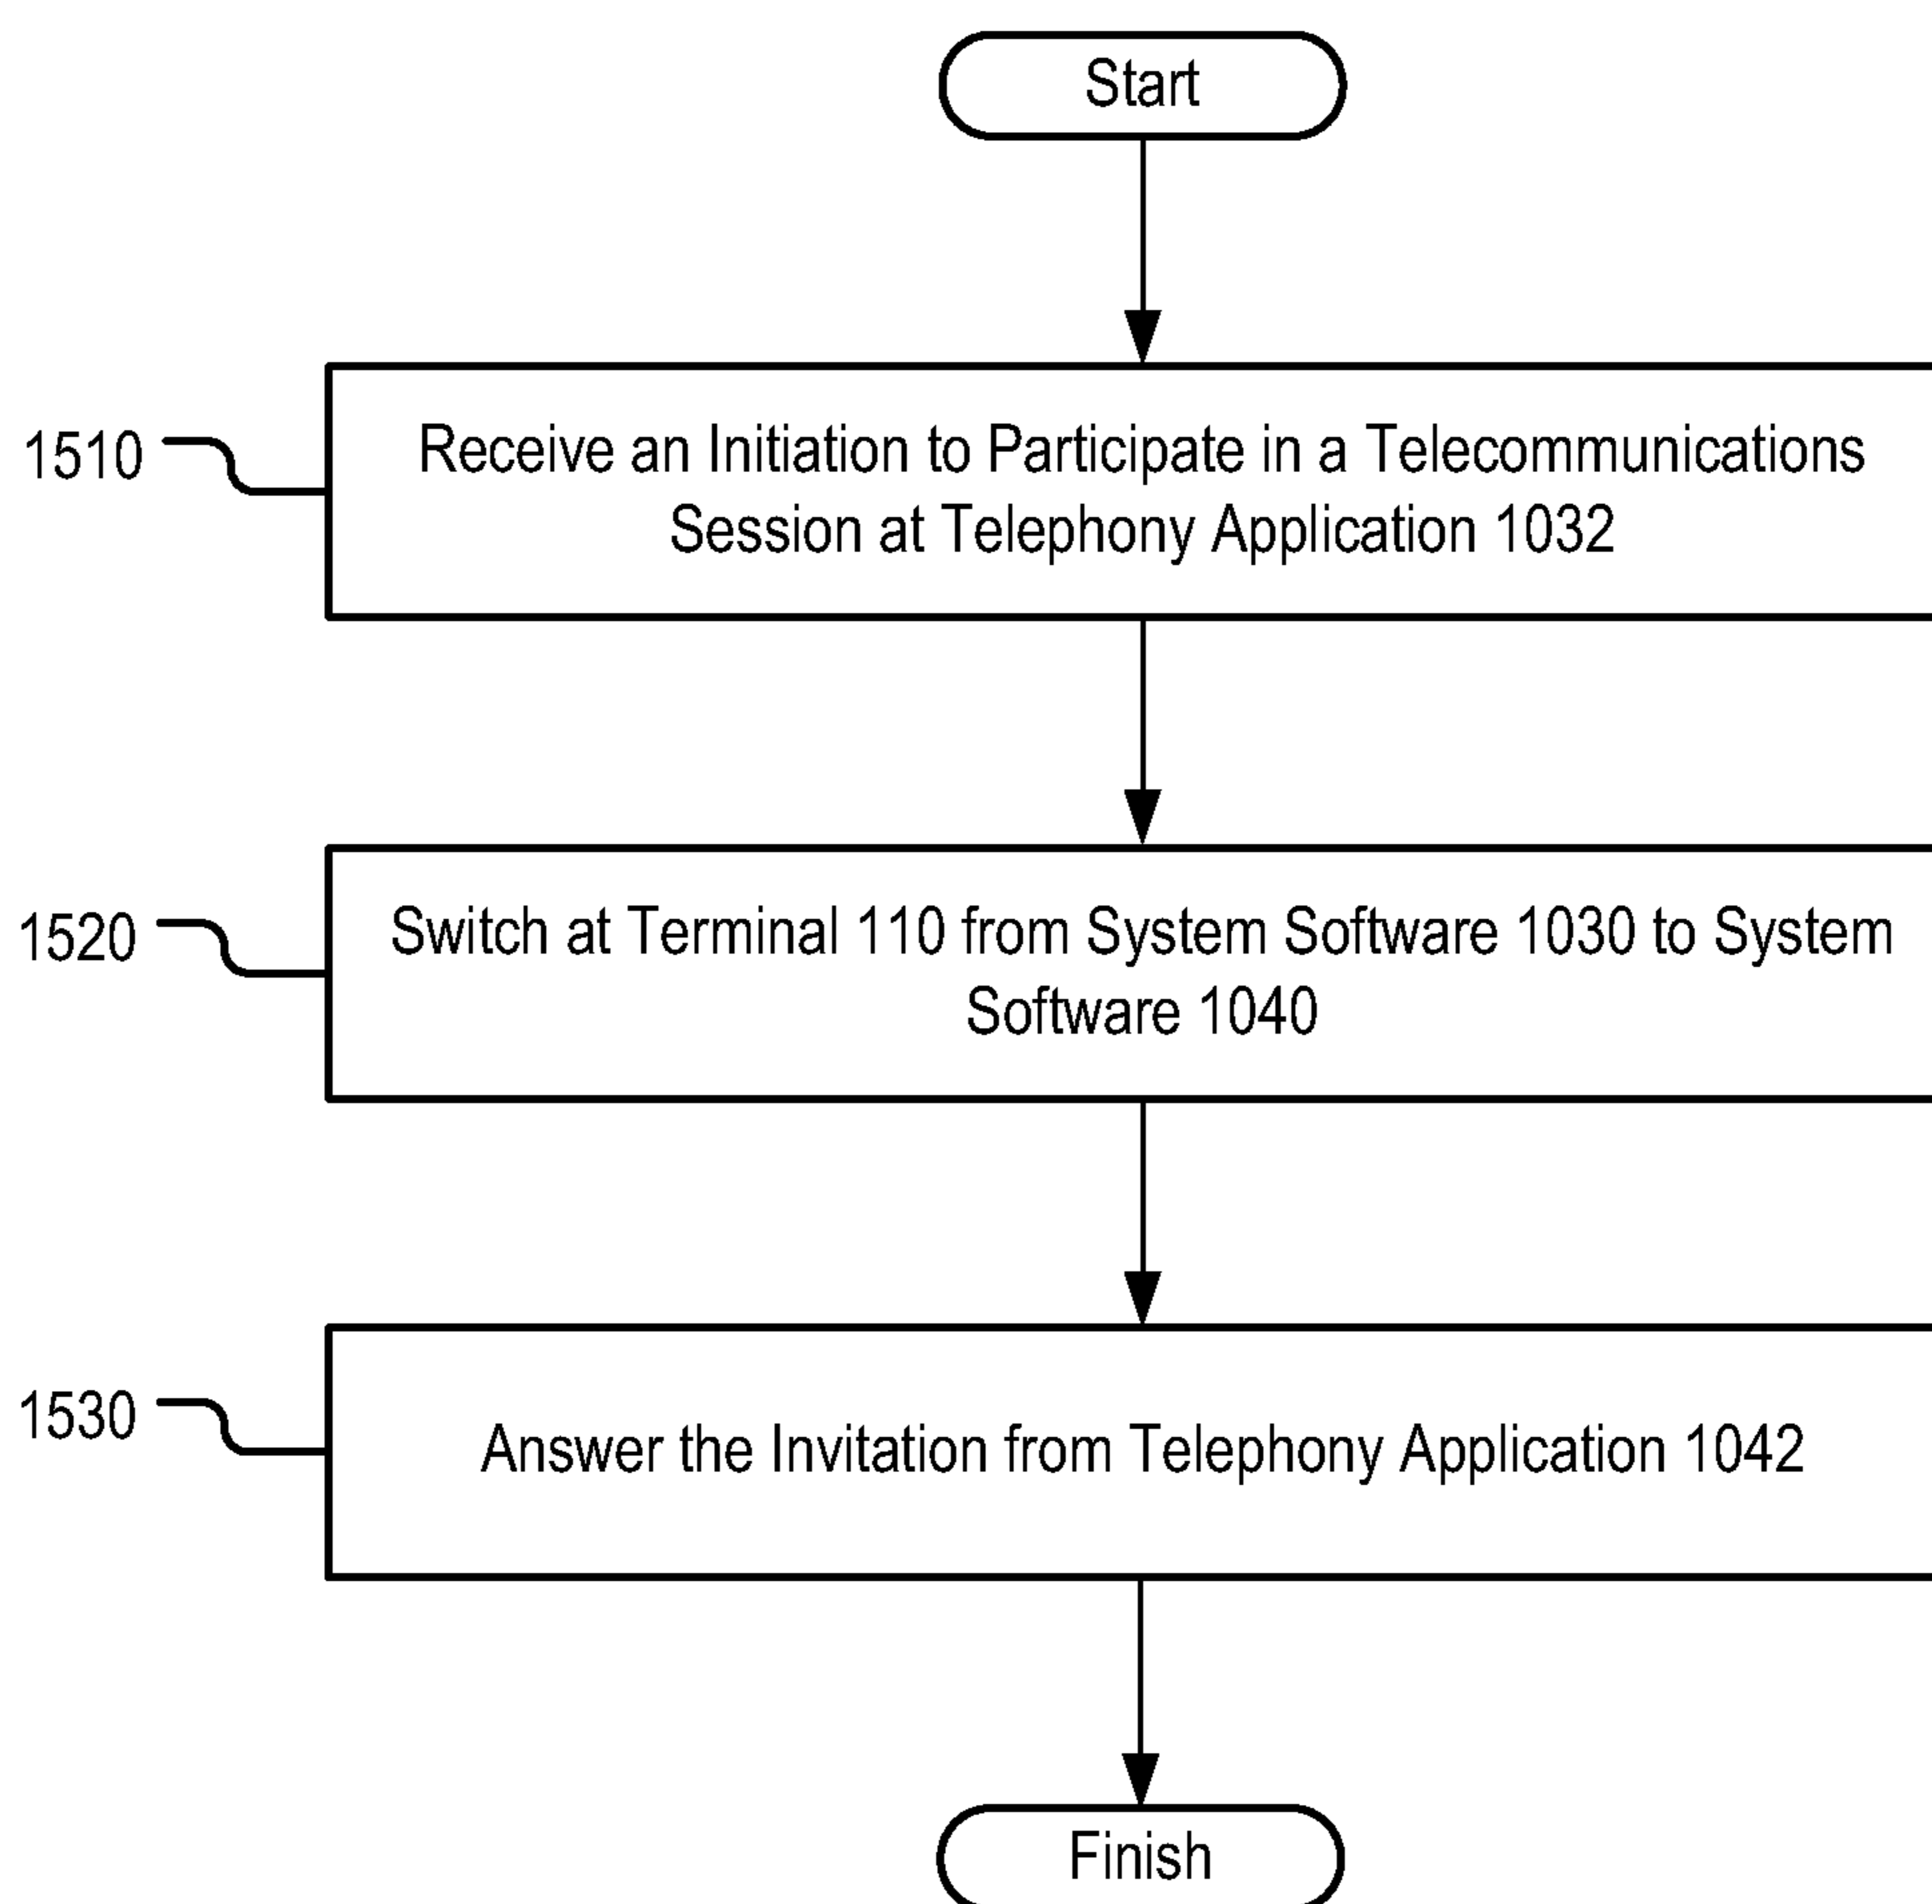 Start
1510
Receive an Initiation to Participate in a Telecommunications
Session at Telephony Application 1032
1520
Switch at Terminal 110 from System Software 1030 to System
Software 1040
1530
Answer the Invitation from Telephony Application 1042
Finish